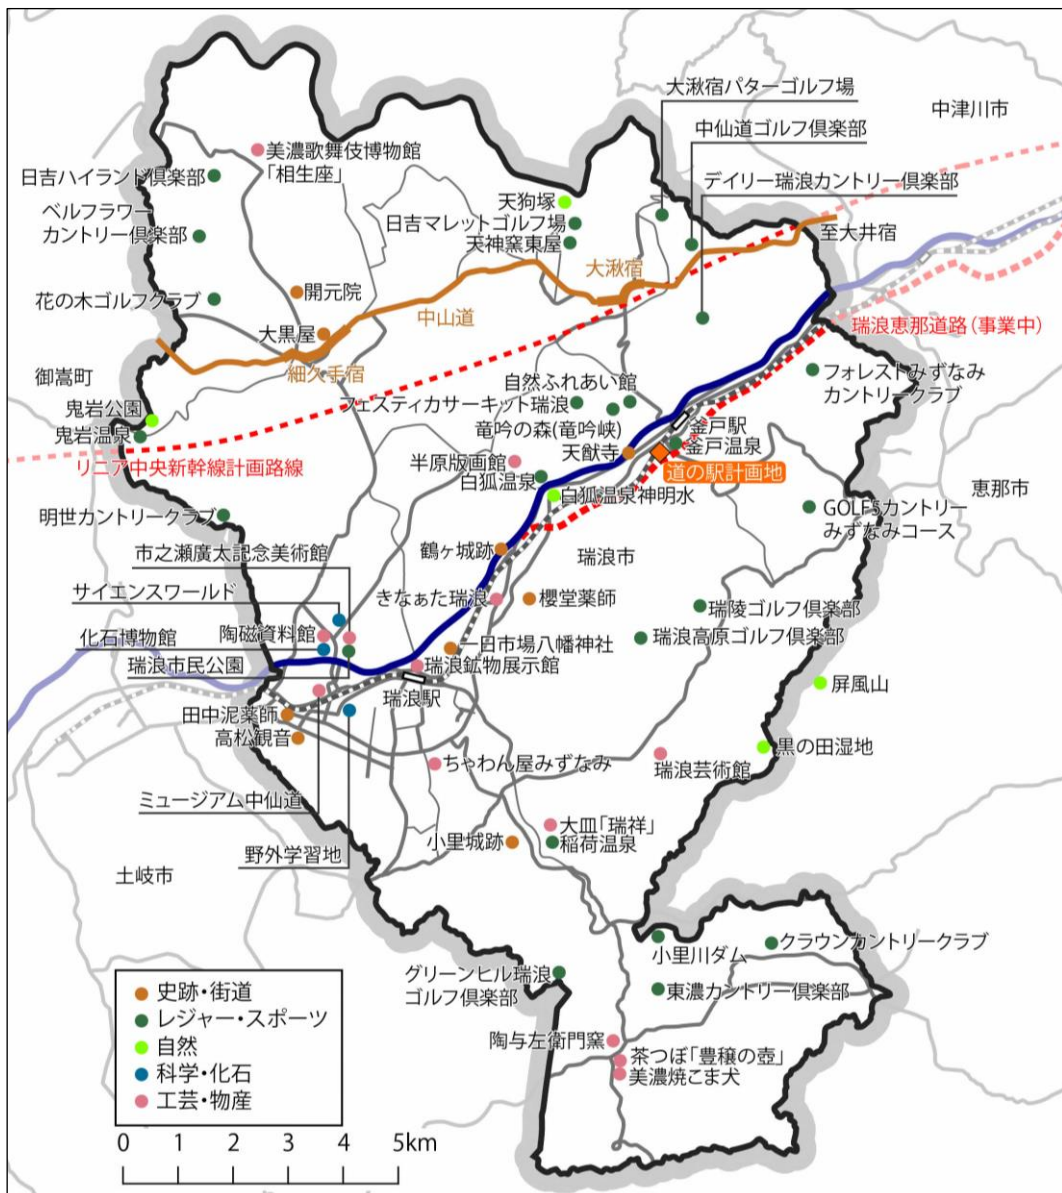 大湫宿パターゴルフ場
中津川市
中仙道ゴルフ倶楽部
美濃歌舞伎博物館
「相生座」
日吉ハイランド倶楽部
デイリー瑞浪カントリー倶楽部
天狗塚
ベルフラワー
カントリー倶楽部
日吉マレットゴルフ場
天神窯東屋
至大井宿
大湫宿
開元院
花の木ゴルフクラブ
中山道
大黒屋
瑞浪恵那道路(事業中)
細久手宿
御嵩町
自然ふれあい館
フォレストみずなみ
カントリークラブ
鬼岩公園
フェスティカサーキット瑞浪
竜吟の森(竜吟峡)
釜戸駅
釜戸温泉
鬼岩温泉
天猷寺
リニア中央新幹線計画路線
半原版画館
道の駅計画地
白狐温泉
恵那市
白狐温泉神明水
明世カントリークラブ
GOLF5カントリー
みずなみコース
市之瀬廣太記念美術館
鶴ヶ城跡
瑞浪市
サイエンスワールド
きなぁた瑞浪
櫻堂薬師
瑞陵ゴルフ倶楽部
化石博物館
陶磁資料館
一日市場八幡神社
瑞浪高原ゴルフ倶楽部
瑞浪市民公園
瑞浪鉱物展示館
屏風山
瑞浪駅
田中泥薬師
高松観音
黒の田湿地
ちゃわん屋みずなみ
瑞浪芸術館
ミュージアム中仙道
大皿「瑞祥」
小里城跡
稲荷温泉
野外学習地
土岐市
小里川ダム
クラウンカントリークラブ
グリーンヒル瑞浪
ゴルフ倶楽部
東濃カントリー倶楽部
陶与左衛門窯
茶つぼ「豊穣の壺」
美濃焼こま犬
史跡・街道
レジャー・スポーツ
自然
科学・化石
工芸・物産
0 1 2 3 4 5km